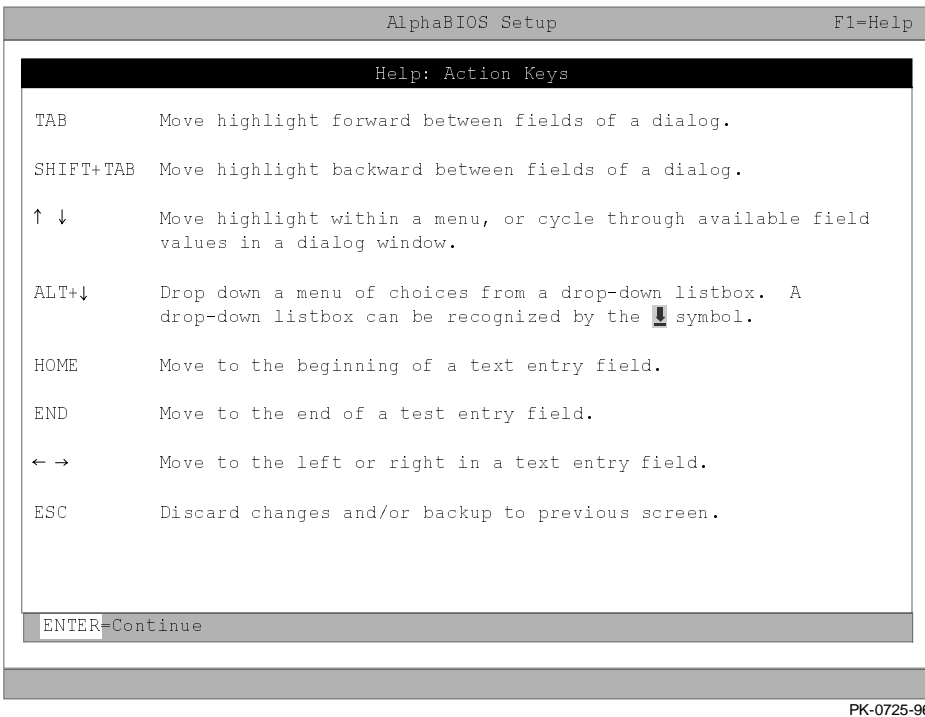 AlphaBIOS Setup F1=Help
Help: Action Keys
TAB Move highlight forward between fields of a dialog.
SHIFT+TAB Move highlight backward between fields of a dialog.
↑ ↓ Move highlight within a menu, or cycle through available field
values in a dialog window.
ALT+↓ Drop down a menu of choices from a drop-down listbox. A
drop-down listbox can be recognized by the ⬇ symbol.
HOME Move to the beginning of a text entry field.
END Move to the end of a test entry field.
← → Move to the left or right in a text entry field.
ESC Discard changes and/or backup to previous screen.
ENTER=Continue
PK-0725-96